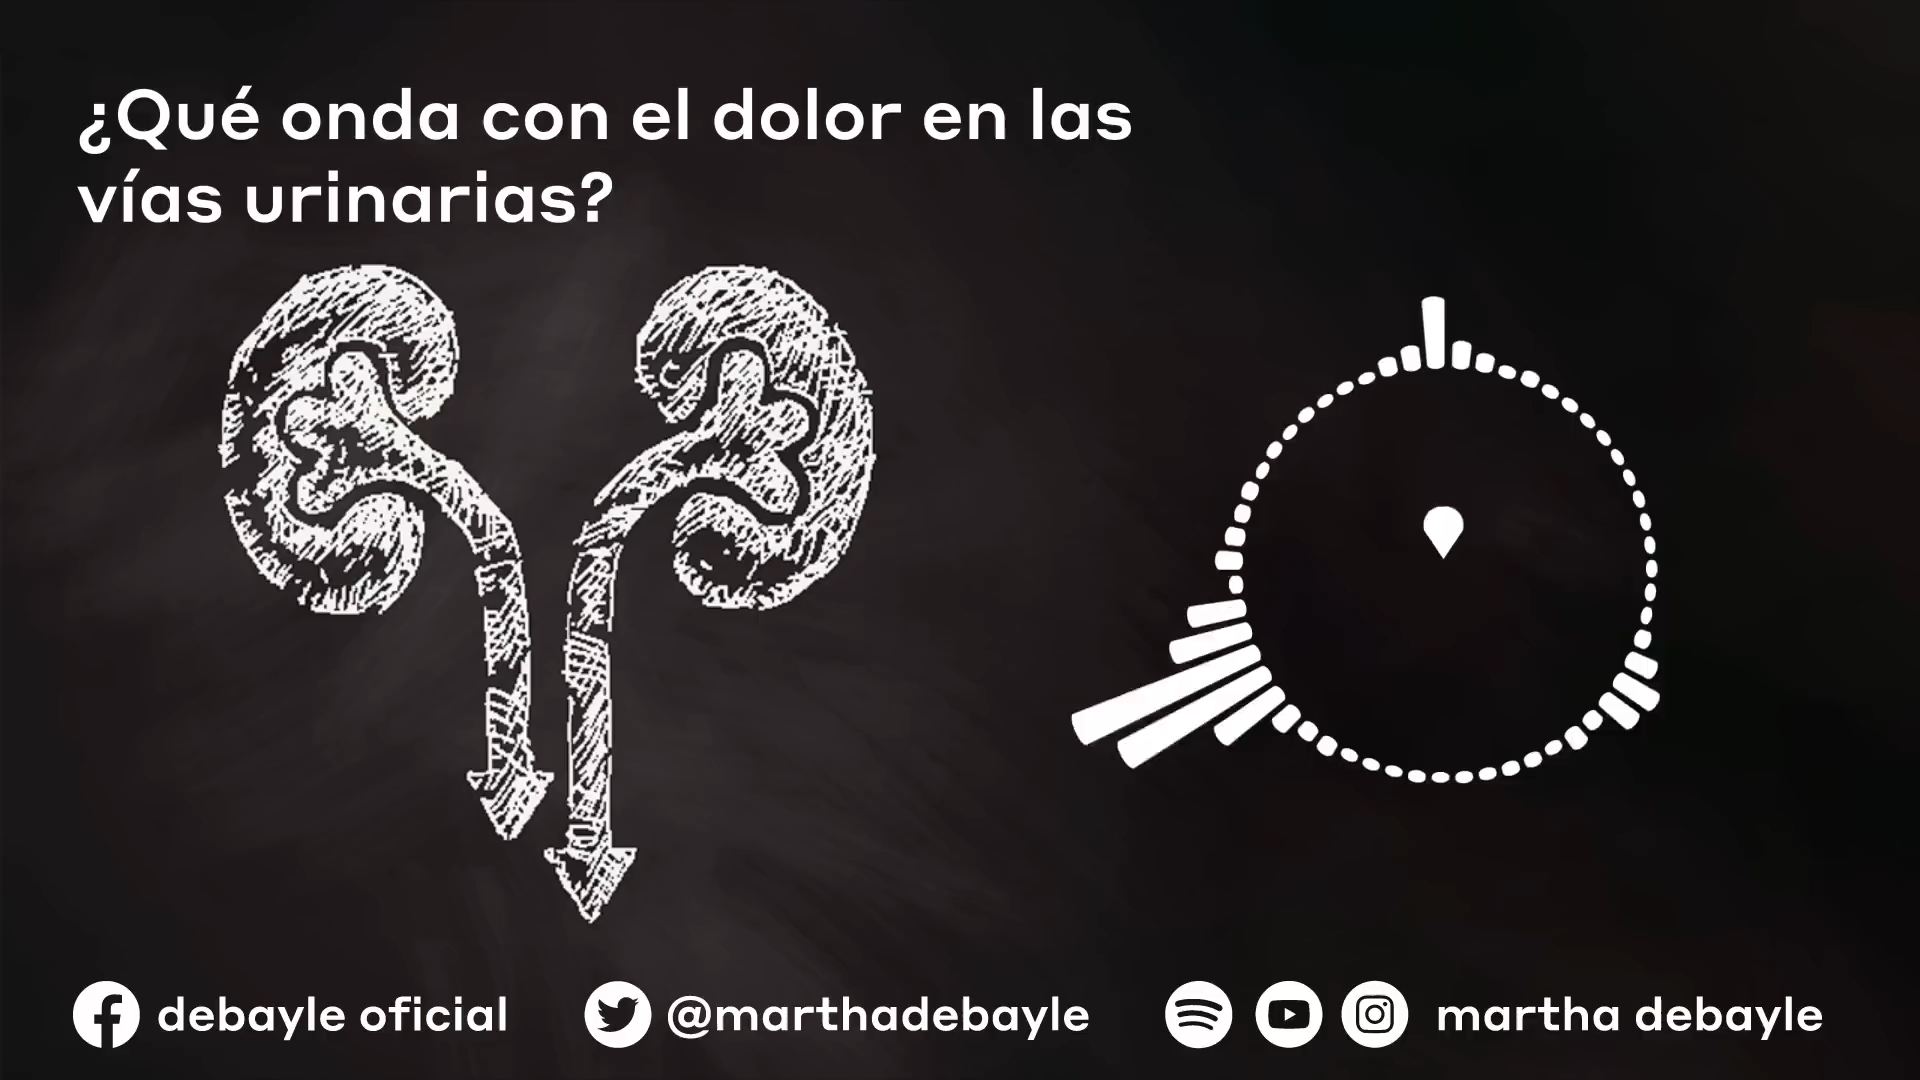 ¿Qué onda con el dolor en las
vías urinarias?
debayle oficial
@marthadebayle
martha debayle